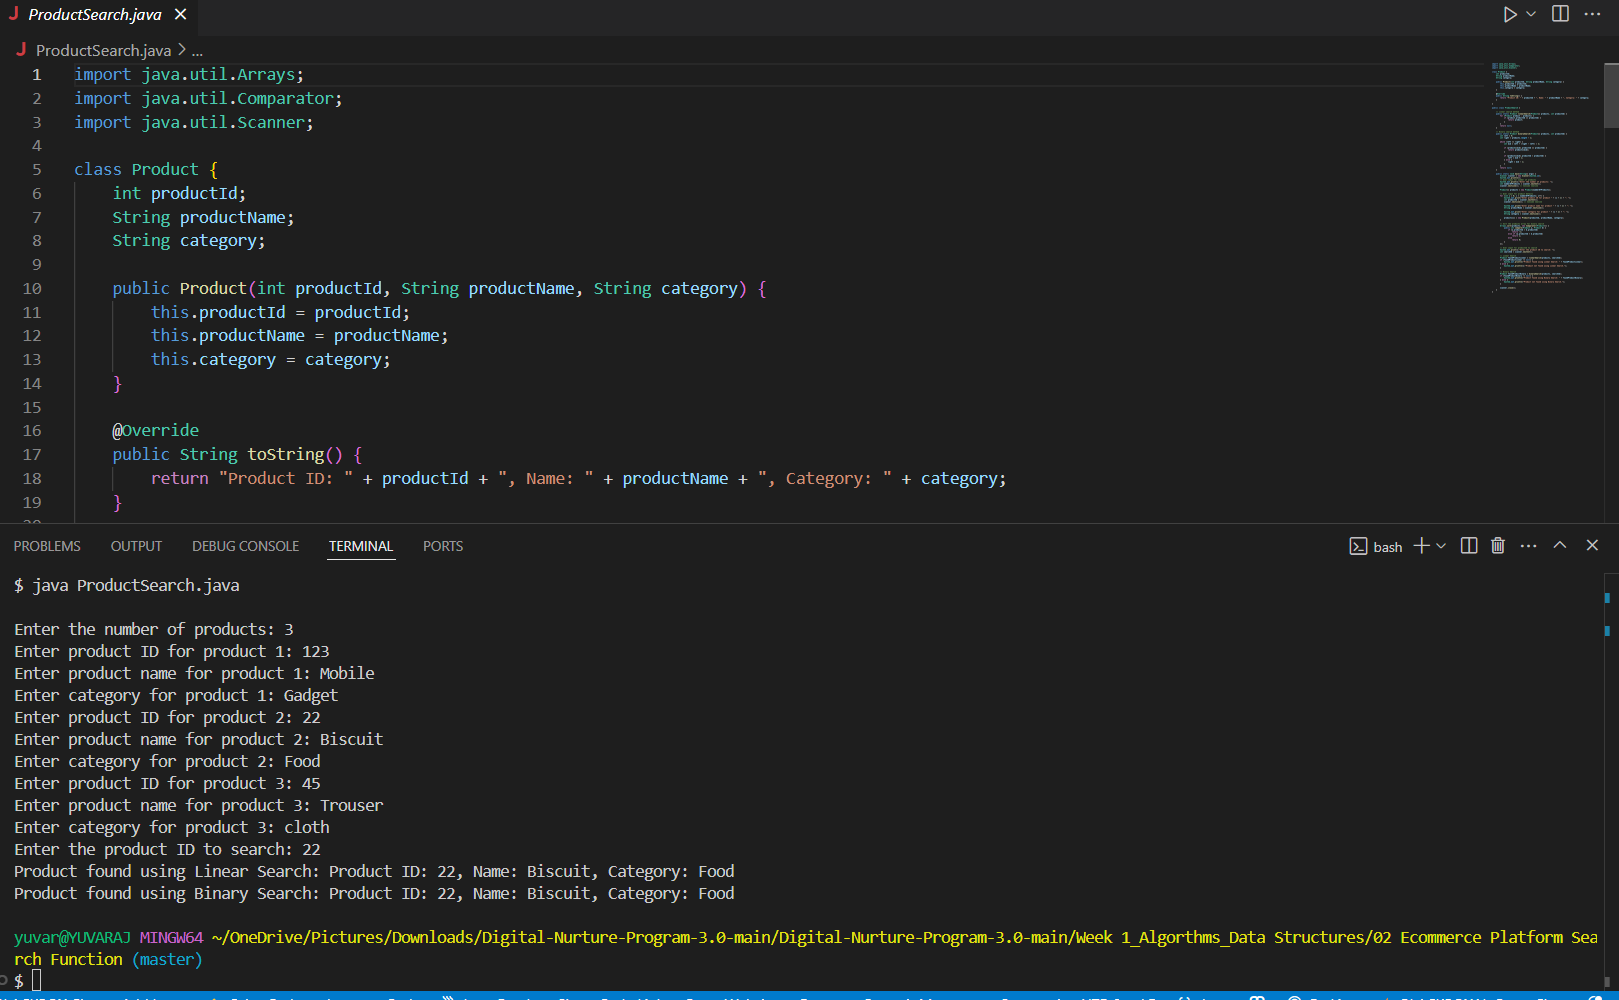 ProductSearch.java
ProductSearch.java > ...
1 import java.util.Arrays;
2 import java.util.Comparator;
3 import java.util.Scanner;
4
5 class Product {
6 int productId;
7 String productName;
8 String category;
9
10 public Product(int productId, String productName, String category) {
11 this.productId = productId;
12 this.productName = productName;
13 this.category = category;
14 }
15
16 @Override
17 public String toString() {
18 return "Product ID: " + productId + ", Name: " + productName + ", Category: " + category;
19 }
PROBLEMS OUTPUT DEBUG CONSOLE TERMINAL PORTS bash
$ java ProductSearch.java
Enter the number of products: 3
Enter product ID for product 1: 123
Enter product name for product 1: Mobile
Enter category for product 1: Gadget
Enter product ID for product 2: 22
Enter product name for product 2: Biscuit
Enter category for product 2: Food
Enter product ID for product 3: 45
Enter product name for product 3: Trouser
Enter category for product 3: cloth
Enter the product ID to search: 22
Product found using Linear Search: Product ID: 22, Name: Biscuit, Category: Food
Product found using Binary Search: Product ID: 22, Name: Biscuit, Category: Food
yuvar@YUVARAJ MINGW64 ~/OneDrive/Pictures/Downloads/Digital-Nurture-Program-3.0-main/Digital-Nurture-Program-3.0-main/Week 1_Algorthms_Data Structures/02 Ecommerce Platform Sea
rch Function (master)
$